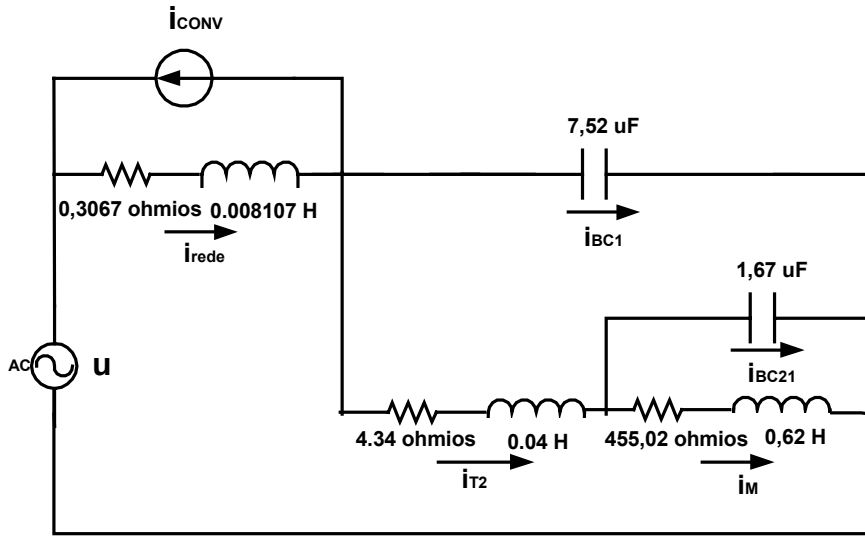 iCONV
7,52 uF
0,3067 ohmios 0.008107 H
irede
iBC1
1,67 uF
AC
u
iBC21
4.34 ohmios 0.04 H 455,02 ohmios 0,62 H
iT2
iM